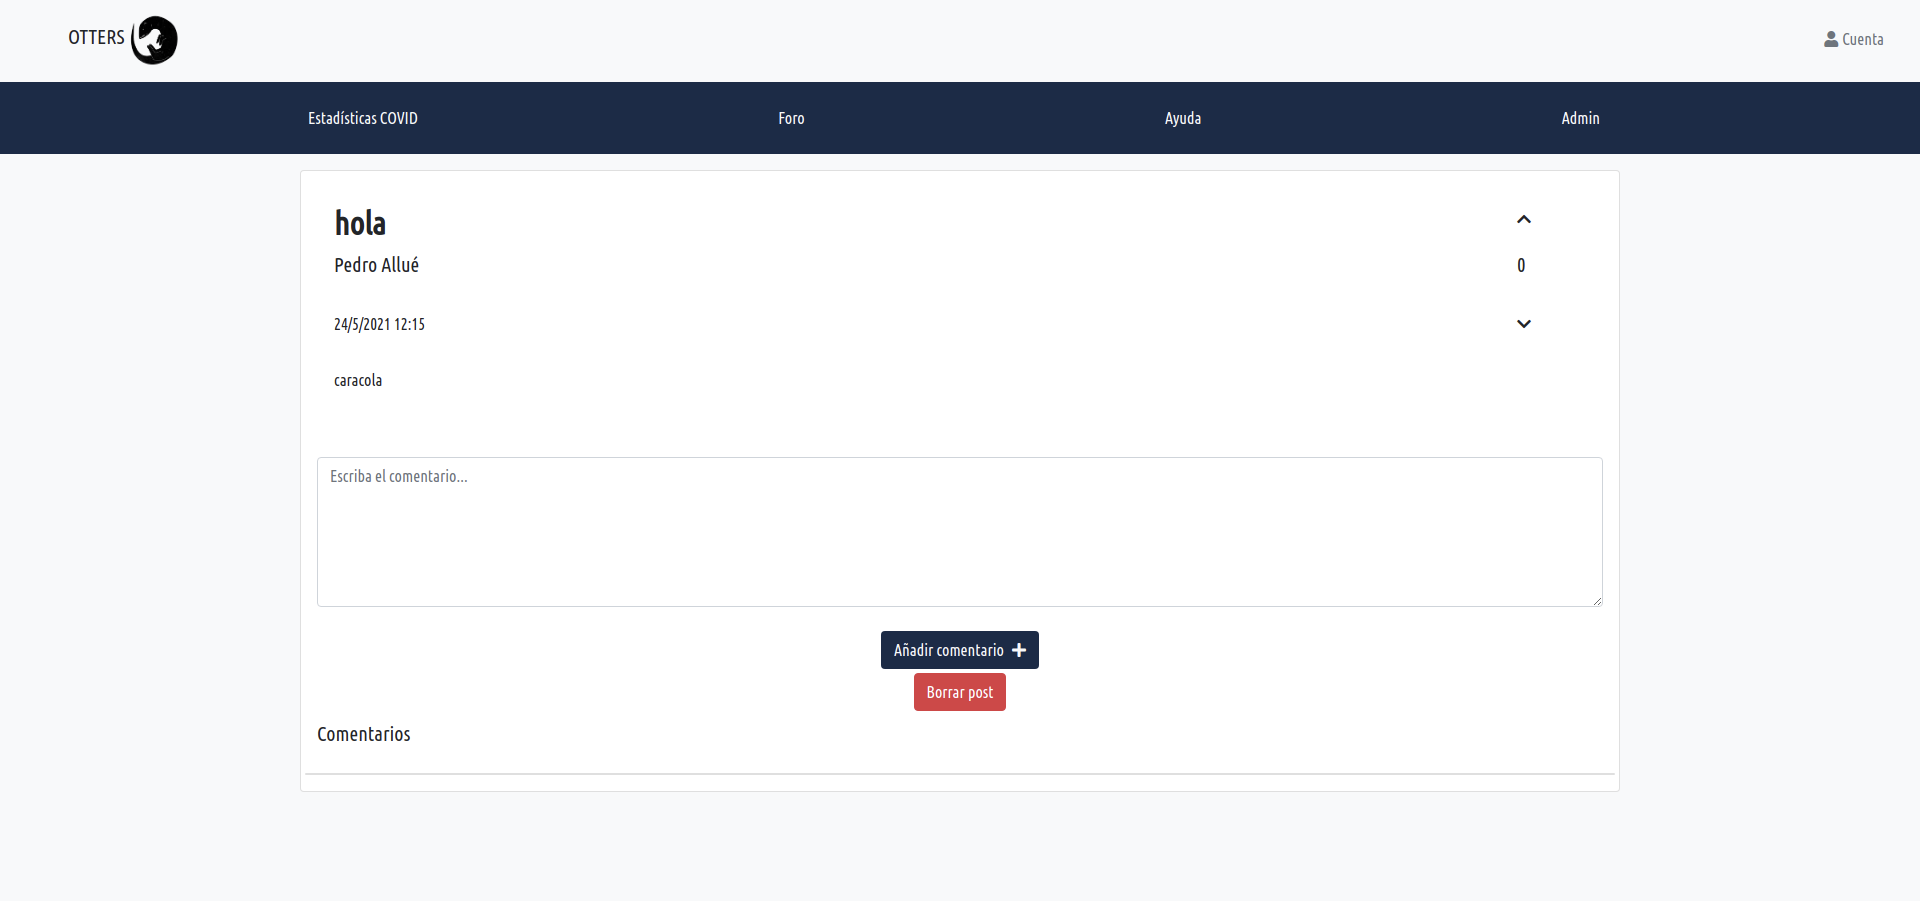 OTTERS
Cuenta
Estadísticas COVID
Foro
Ayuda
Admin
hola
Pedro Allué
0
24/5/2021 12:15
caracola
Escriba el comentario...
Añadir comentario
Borrar post
Comentarios